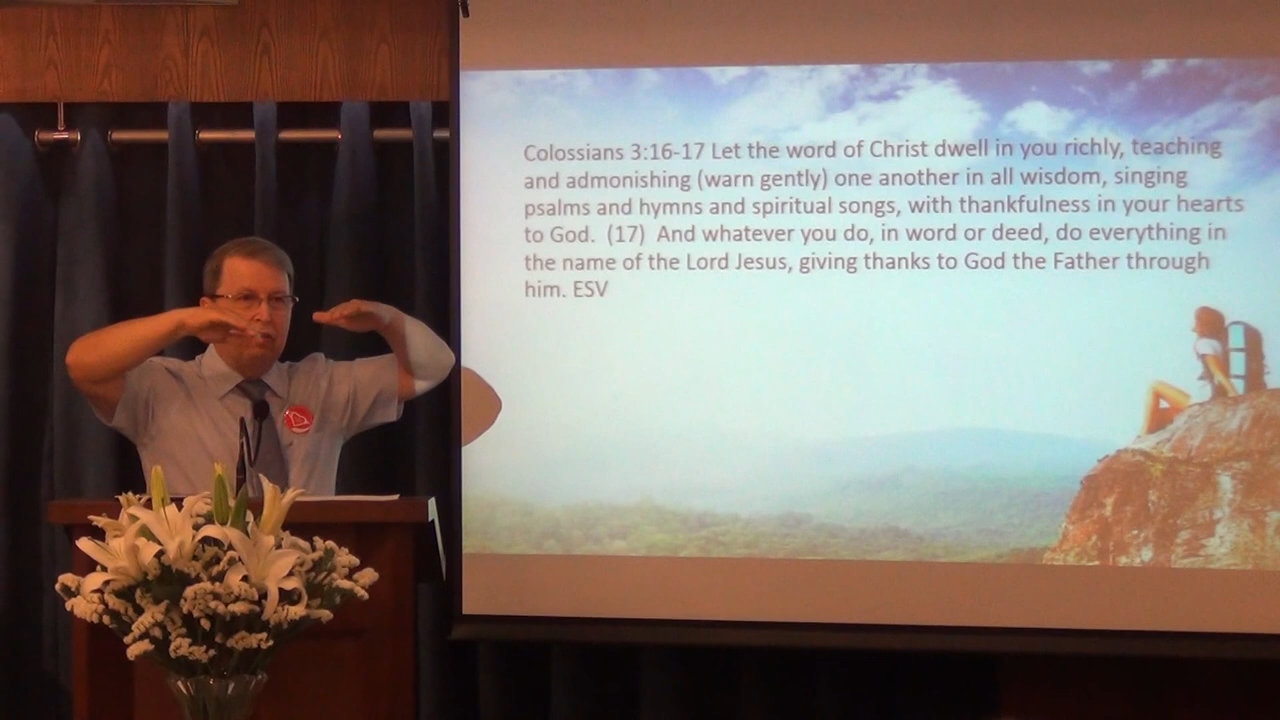 Colossians 3:16-17 Let the word of Christ dwell in you richly, teaching
and admonishing (warn gently) one another in all wisdom, singing
psalms and hymns and spiritual songs, with thankfulness in your hearts
to God.  (17)  And whatever you do, in word or deed, do everything in
the name of the Lord Jesus, giving thanks to God the Father through
him. ESV